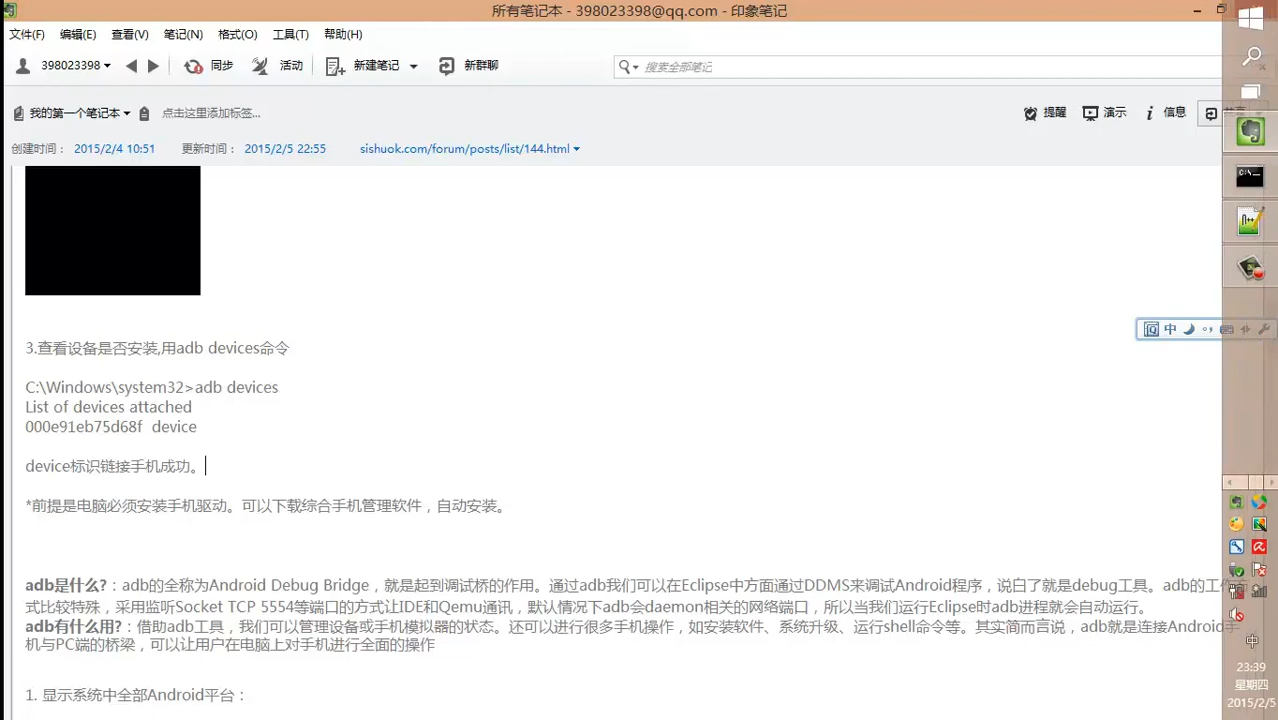 所有笔记本 - 398023398@qq.com - 印象笔记
文件(F) 编辑(E) 查看(V) 笔记(N) 格式(O) 工具(T) 帮助(H)
398023398 同步 活动 新建笔记 新群聊 搜索全部笔记
我的第一个笔记本 点击这里添加标签... 提醒 演示 信息 共享
创建时间： 2015/2/4 10:51 更新时间： 2015/2/5 22:55 sishuok.com/forum/posts/list/144.html
3.查看设备是否安装,用adb devices命令
中
C:\Windows\system32>adb devices
List of devices attached
000e91eb75d68f device
device标识链接手机成功。
*前提是电脑必须安装手机驱动。可以下载综合手机管理软件，自动安装。
adb是什么?：adb的全称为Android Debug Bridge，就是起到调试桥的作用。通过adb我们可以在Eclipse中方面通过DDMS来调试Android程序，说白了就是debug工具。adb的工作方
式比较特殊，采用监听Socket TCP 5554等端口的方式让IDE和Qemu通讯，默认情况下adb会daemon相关的网络端口，所以当我们运行Eclipse时adb进程就会自动运行。
adb有什么用?：借助adb工具，我们可以管理设备或手机模拟器的状态。还可以进行很多手机操作，如安装软件、系统升级、运行shell命令等。其实简而言说，adb就是连接Android手
机与PC端的桥梁，可以让用户在电脑上对手机进行全面的操作
1. 显示系统中全部Android平台：
中
23:39
星期四
2015/2/5